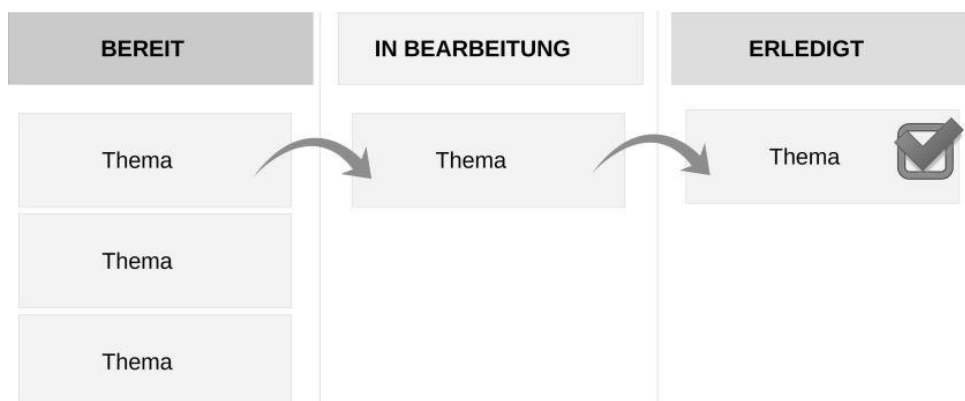 BEREIT
IN BEARBEITUNG
ERLEDIGT
Thema
Thema
Thema
Thema
Thema